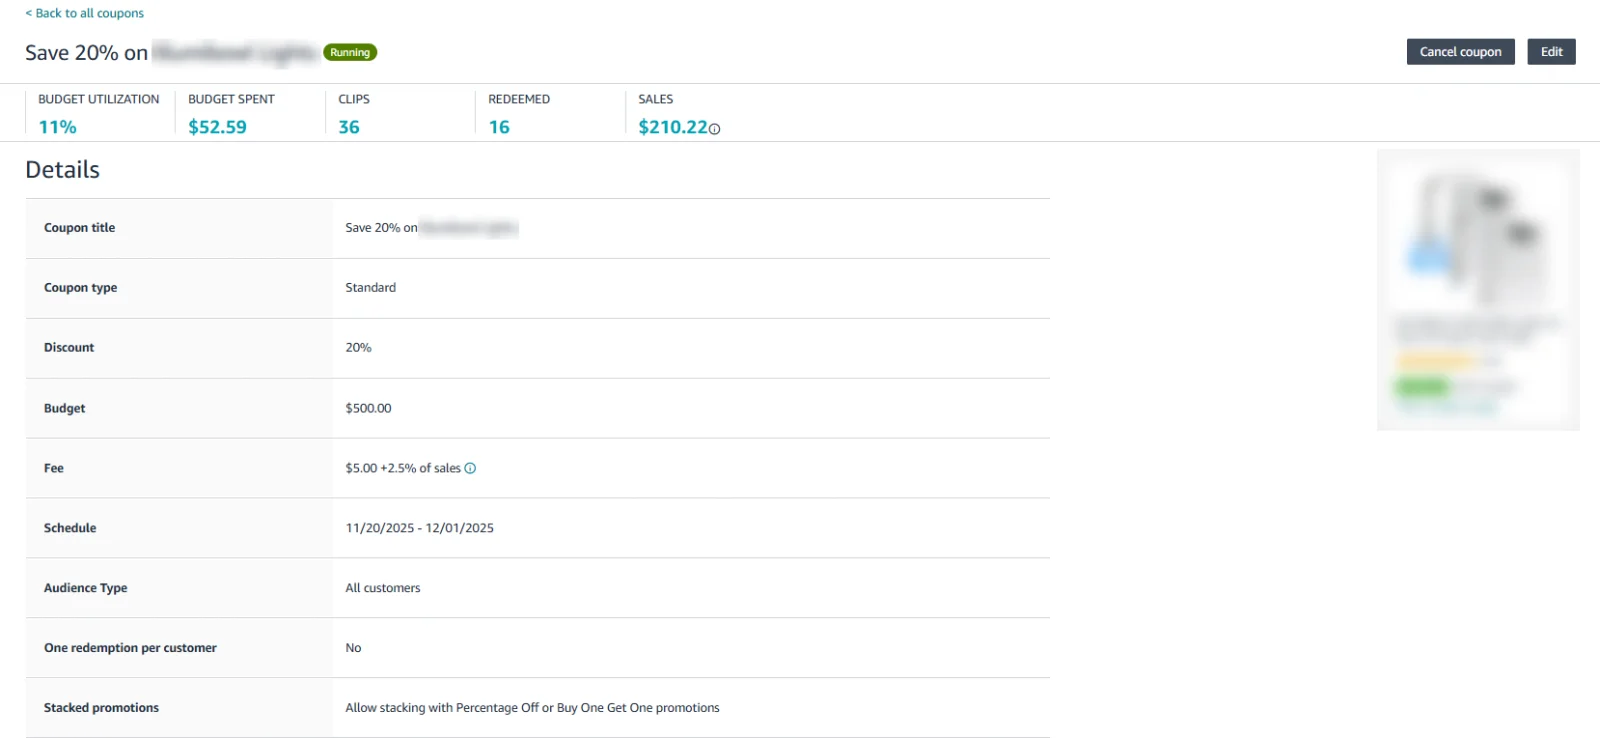 < Back to all coupons
Save 20% on
Running
Cancel coupon
Edit
BUDGET UTILIZATION
11%
BUDGET SPENT
$52.59
CLIPS
36
REDEEMED
16
SALES
$210.22
Details
Coupon title
Save 20% on
Coupon type
Standard
Discount
20%
Budget
$500.00
Fee
$5.00 +2.5% of sales
Schedule
11/20/2025 - 12/01/2025
Audience Type
All customers
One redemption per customer
No
Stacked promotions
Allow stacking with Percentage Off or Buy One Get One promotions